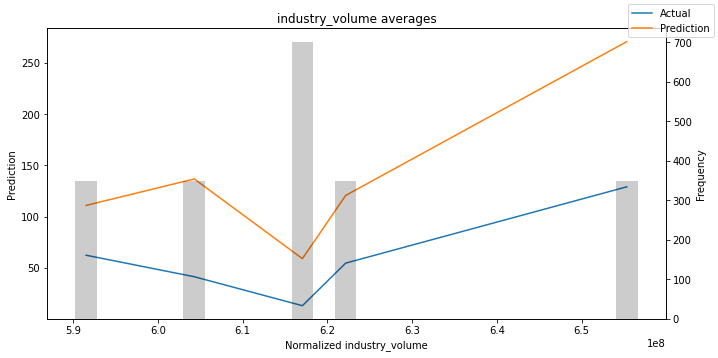 industry_volume averages
Actual
Prediction
250
200
150
100
50
Prediction
700
600
500
400
300
200
100
0
Frequency
5.9
6.0
6.1
6.2
6.3
6.4
6.5
1e8
Normalized industry_volume